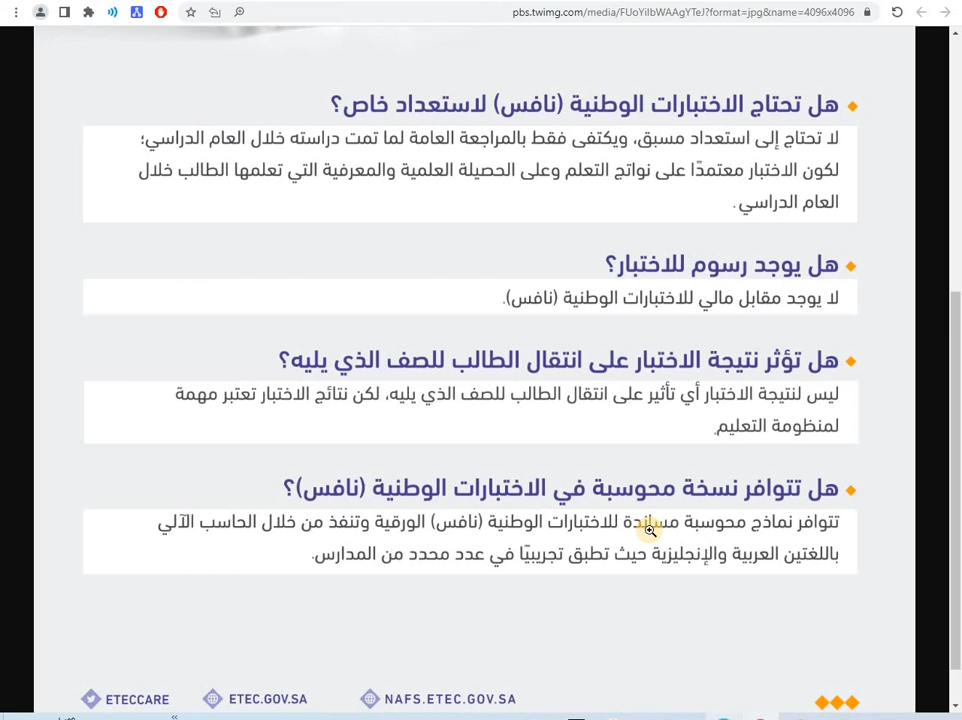 pbs.twimg.com/media/FUoYiIbWAAgYTeJ?format=jpg&name=4096x4096
هل تحتاج الاختبارات الوطنية (نافس) لاستعداد خاص؟
لا تحتاج إلى استعداد مسبق، ويكتفى فقط بالمراجعة العامة لما تمت دراسته خلال العام الدراسي؛
لكون الاختبار معتمدًا على نواتج التعلم وعلى الحصيلة العلمية والمعرفية التي تعلمها الطالب خلال
العام الدراسي.
هل يوجد رسوم للاختبار؟
لا يوجد مقابل مالي للاختبارات الوطنية (نافس).
هل تؤثر نتيجة الاختبار على انتقال الطالب للصف الذي يليه؟
ليس لنتيجة الاختبار أي تأثير على انتقال الطالب للصف الذي يليه، لكن نتائج الاختبار تعتبر مهمة
لمنظومة التعليم.
هل تتوافر نسخة محوسبة في الاختبارات الوطنية (نافس)؟
تتوافر نماذج محوسبة مساندة للاختبارات الوطنية (نافس) الورقية وتنفذ من خلال الحاسب الآلي
باللغتين العربية والإنجليزية حيث تطبق تجريبيًا في عدد محدد من المدارس.
ETECCARE
ETEC.GOV.SA
NAFS.ETEC.GOV.SA